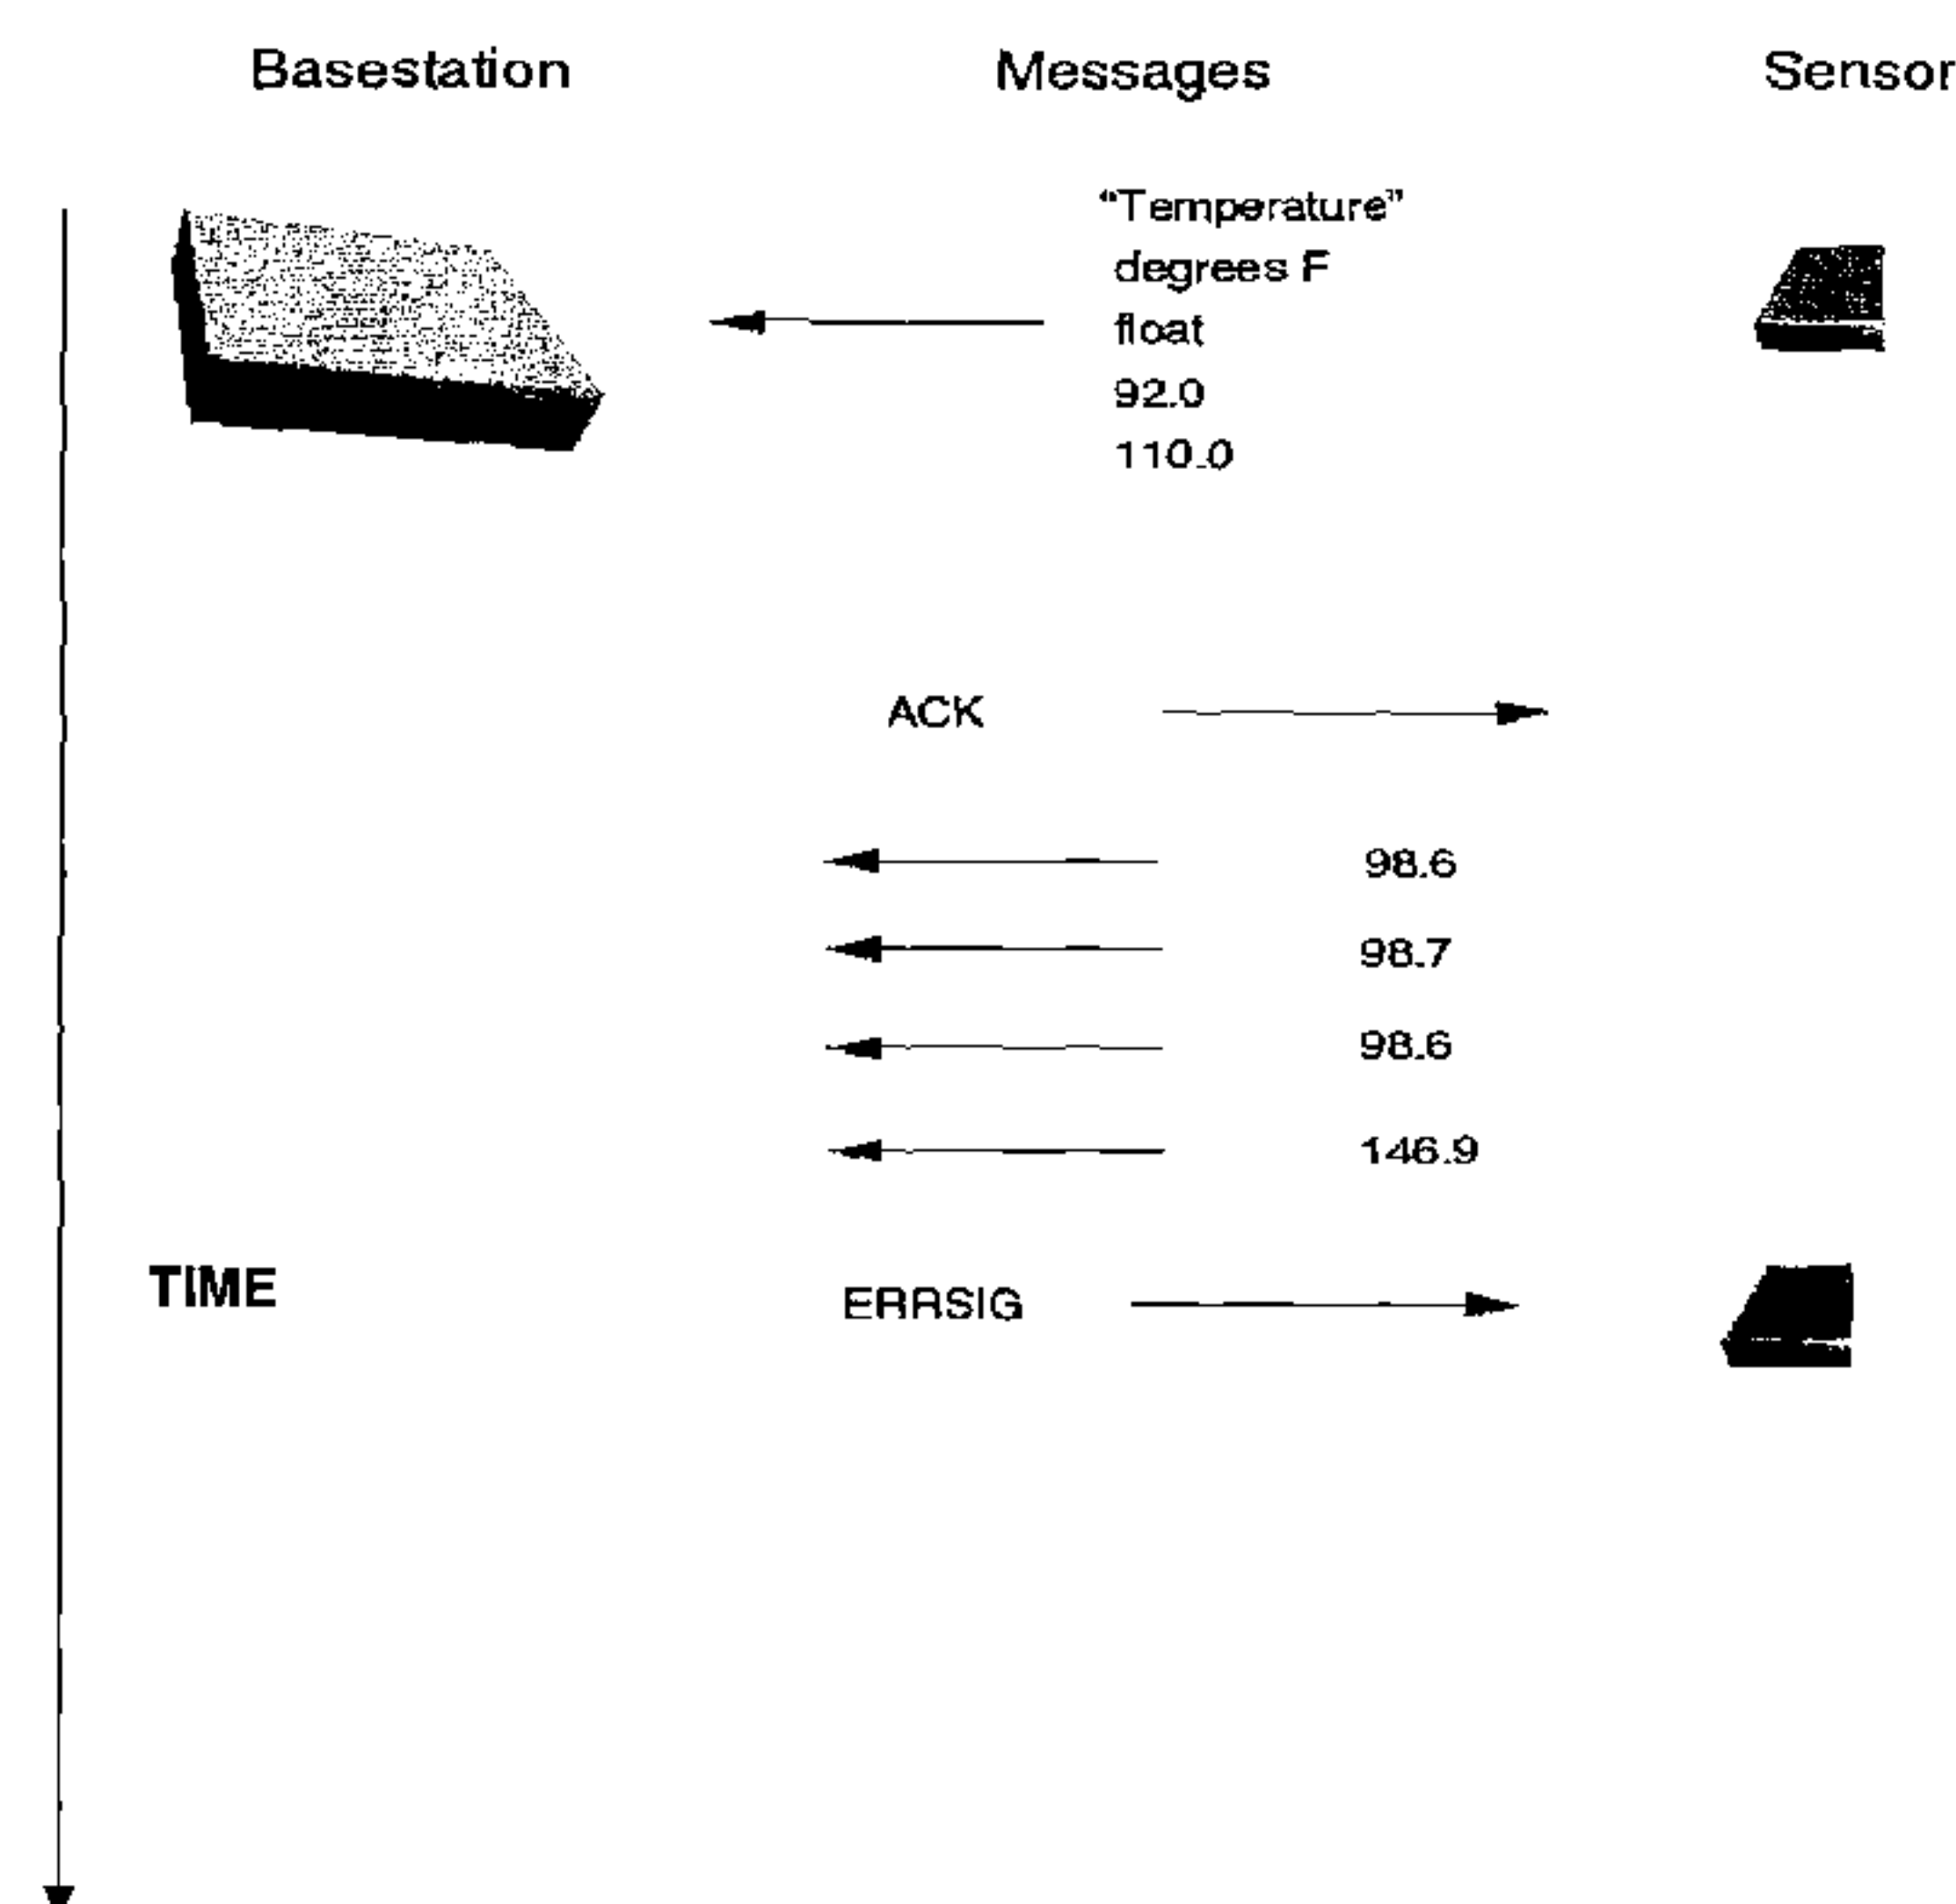 Basestation Messages Sensor
“Temperature”
degrees F
float
92.0
110.0
ACK
98.6
98.7
98.6
146.9
TIME
ERRSIG